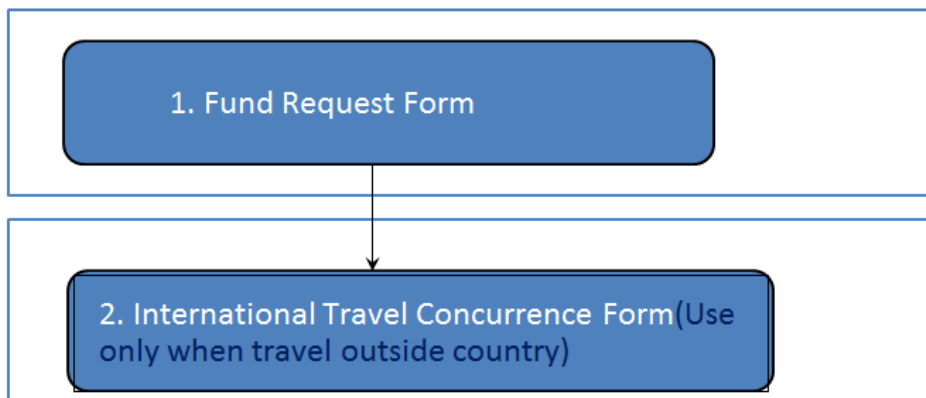 1. Fund Request Form
2. International Travel Concurrence Form(Use
only when travel outside country)